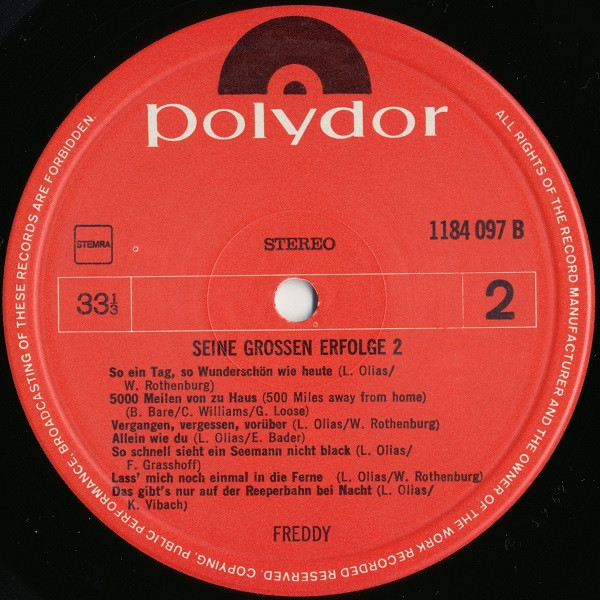 polydor
ALL RIGHTS OF THE RECORD MANUFACTURER AND THE OWNER OF THE WORK RECORDED RESERVED. COPYING, PUBLIC PERFORMANCE, BROADCASTING OF THESE RECORDS ARE FORBIDDEN.
STEMRA
STEREO
1184 097 B
33 1/3
2
SEINE GROSSEN ERFOLGE 2
So ein Tag, so Wunderschön wie heute (L. Olias/
W. Rothenburg)
5000 Meilen von zu Haus (500 Miles away from home)
(B. Bare/C. Williams/G. Loose)
Vergangen, vergessen, vorüber (L. Olias/W. Rothenburg)
Allein wie du (L. Olias/E. Bader)
So schnell sieht ein Seemann nicht black (L. Olias/
F. Grasshoff)
Lass' mich noch einmal in die Ferne (L. Olias/W. Rothenburg)
Das gibt's nur auf der Reeperbahn bei Nacht (L. Olias/
K. Vibach)
FREDDY